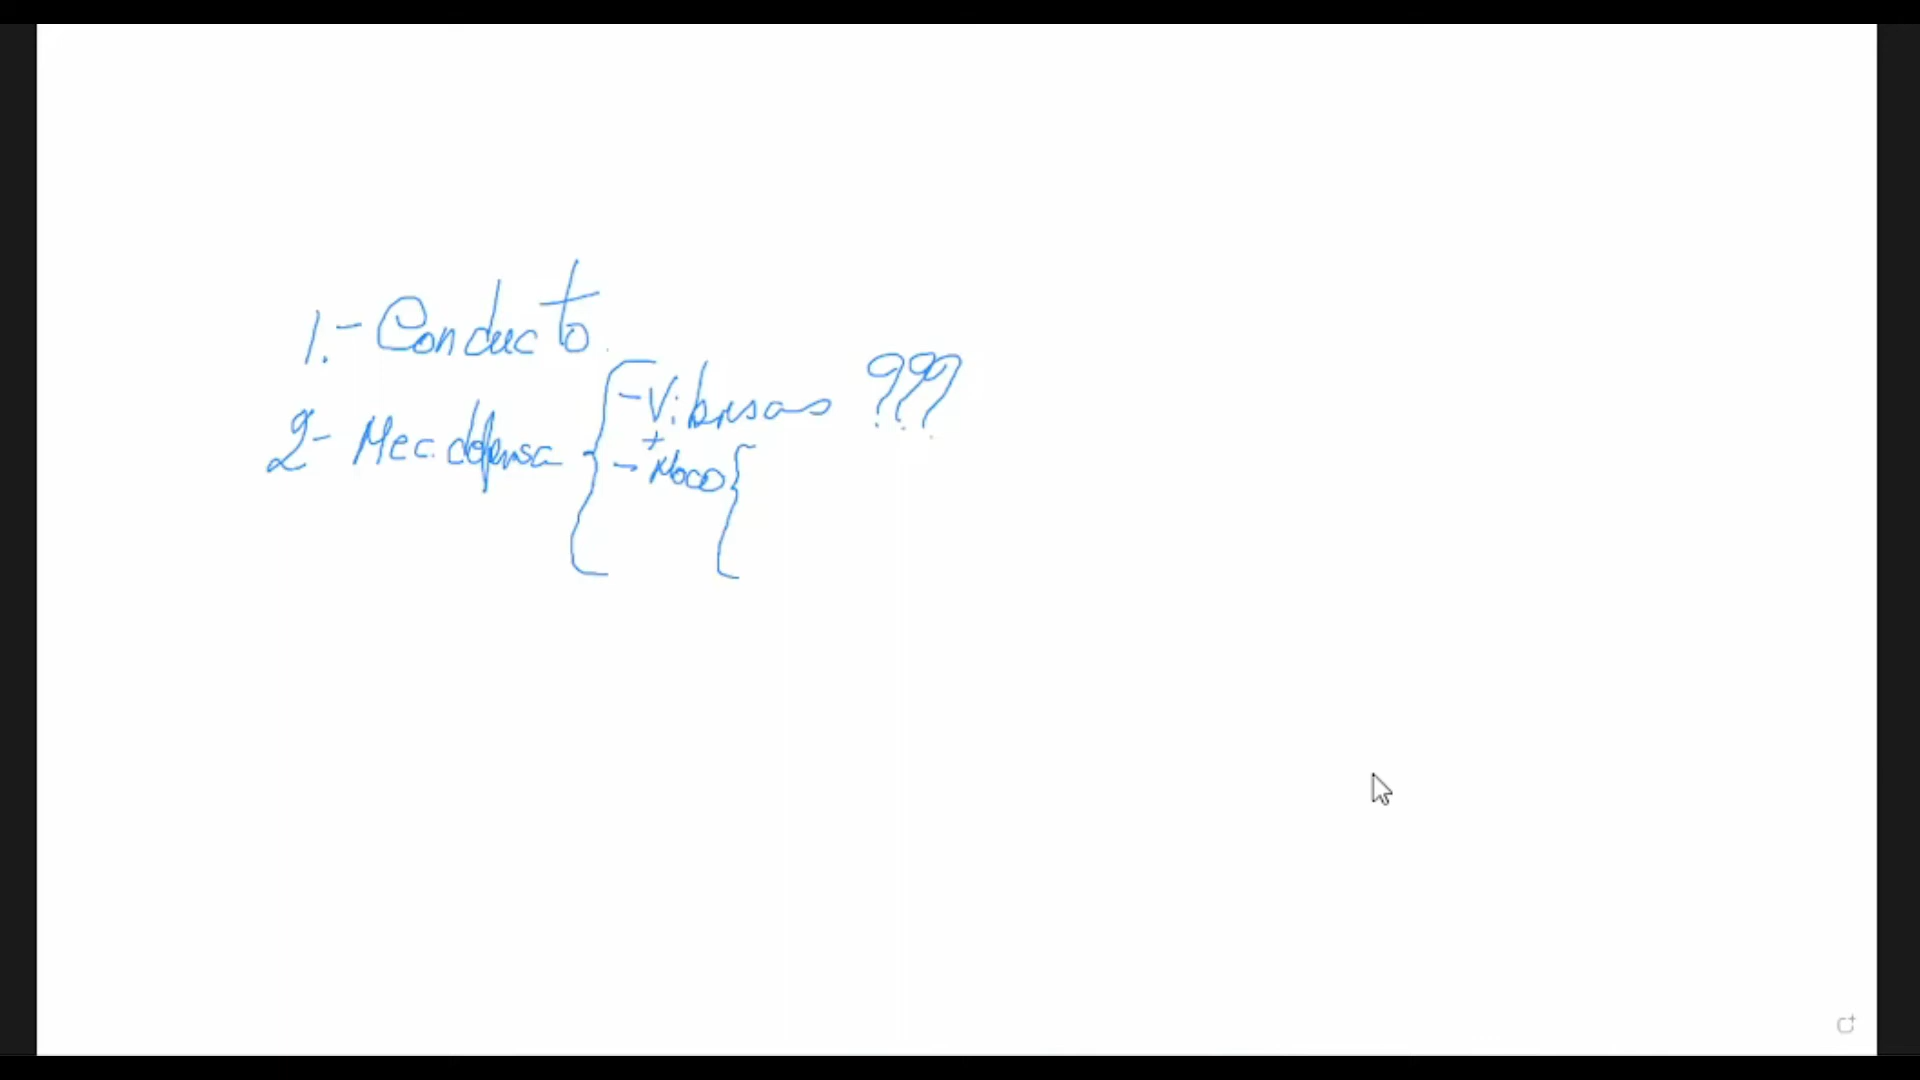 1.- Conducto
- Vibrisas ???
2- Mec. defensa
+
- Moco